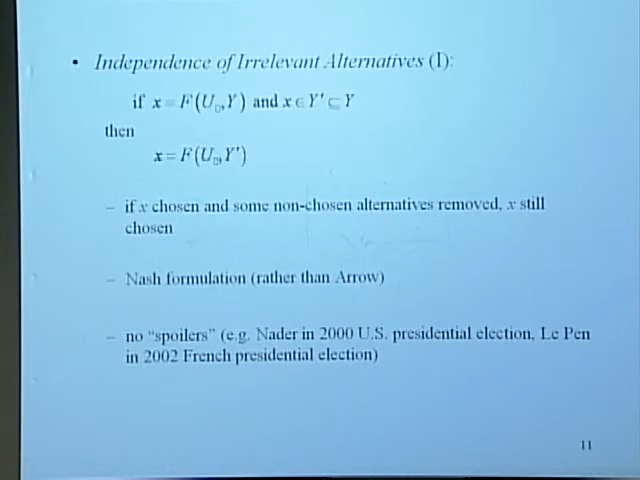 • Independence of Irrelevant Alternatives (I):
if x = F(U□,Y) and x ∈ Y' ⊆ Y
then
x = F(U□,Y')
– if x chosen and some non-chosen alternatives removed, x still
chosen
– Nash formulation (rather than Arrow)
– no “spoilers” (e.g. Nader in 2000 U.S. presidential election, Le Pen
in 2002 French presidential election)
11